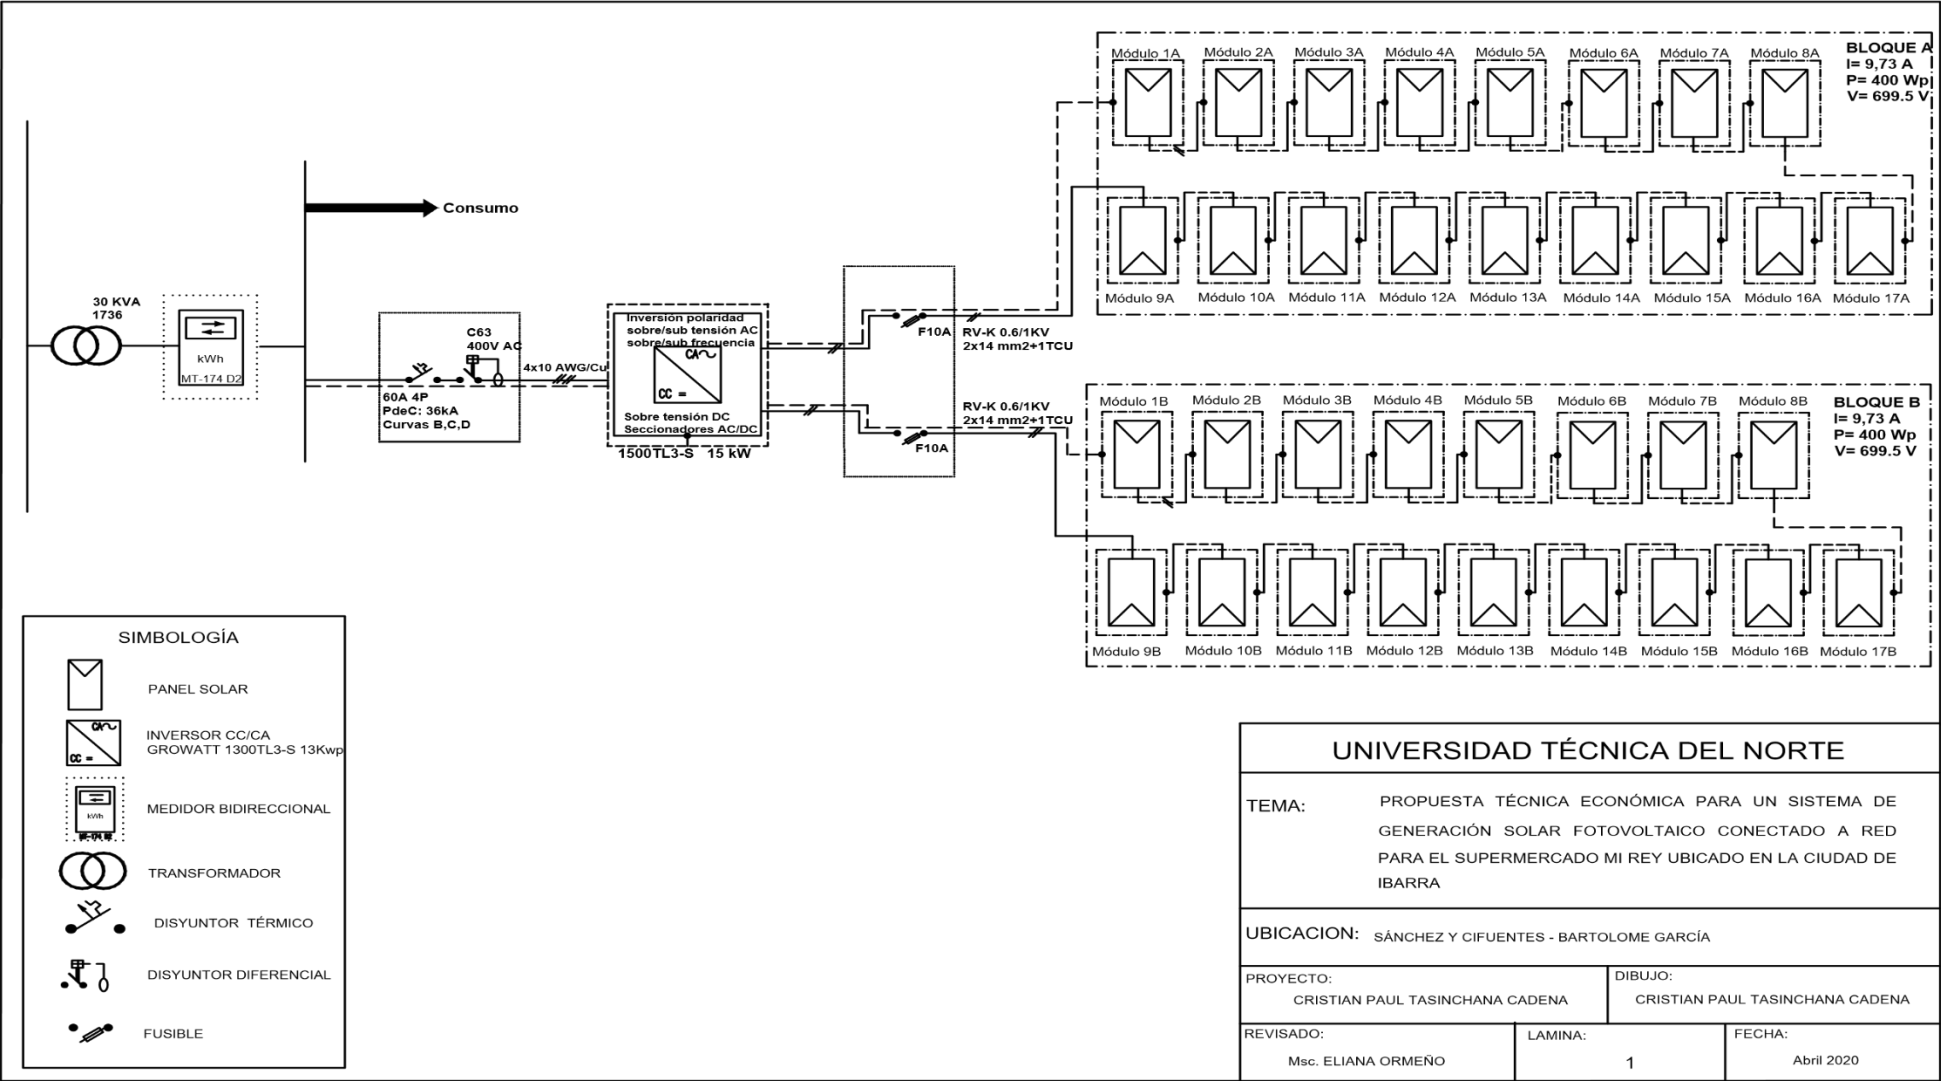 Módulo 1A
Módulo 2A
Módulo 3A
Módulo 4A
Módulo 5A
Módulo 6A
Módulo 7A
Módulo 8A
BLOQUE A
I= 9,73 A
P= 400 Wp
V= 699.5 V
Módulo 9A
Módulo 10A
Módulo 11A
Módulo 12A
Módulo 13A
Módulo 14A
Módulo 15A
Módulo 16A
Módulo 17A
Consumo
30 KVA
1736
kWh
MT-174 D2
C63
400V AC
60A 4P
PdeC: 36kA
Curvas B,C,D
4x10 AWG/Cu
Inversión polaridad
sobre/sub tensión AC
sobre/sub frecuencia
CA
CC =
Sobre tensión DC
Seccionadores AC/DC
1500TL3-S 15 kW
F10A
RV-K 0.6/1KV
2x14 mm2+1TCU
F10A
RV-K 0.6/1KV
2x14 mm2+1TCU
Módulo 1B
Módulo 2B
Módulo 3B
Módulo 4B
Módulo 5B
Módulo 6B
Módulo 7B
Módulo 8B
BLOQUE B
I= 9,73 A
P= 400 Wp
V= 699.5 V
Módulo 9B
Módulo 10B
Módulo 11B
Módulo 12B
Módulo 13B
Módulo 14B
Módulo 15B
Módulo 16B
Módulo 17B
SIMBOLOGÍA
PANEL SOLAR
CA
CC =
INVERSOR CC/CA
GROWATT 1300TL3-S 13Kwp
kWh
MT-174 D2
MEDIDOR BIDIRECCIONAL
TRANSFORMADOR
DISYUNTOR TÉRMICO
DISYUNTOR DIFERENCIAL
FUSIBLE
UNIVERSIDAD TÉCNICA DEL NORTE
TEMA:
PROPUESTA TÉCNICA ECONÓMICA PARA UN SISTEMA DE
GENERACIÓN SOLAR FOTOVOLTAICO CONECTADO A RED
PARA EL SUPERMERCADO MI REY UBICADO EN LA CIUDAD DE
IBARRA
UBICACION: SÁNCHEZ Y CIFUENTES - BARTOLOME GARCÍA
PROYECTO:
CRISTIAN PAUL TASINCHANA CADENA
DIBUJO:
CRISTIAN PAUL TASINCHANA CADENA
REVISADO:
Msc. ELIANA ORMEÑO
LAMINA:
1
FECHA:
Abril 2020